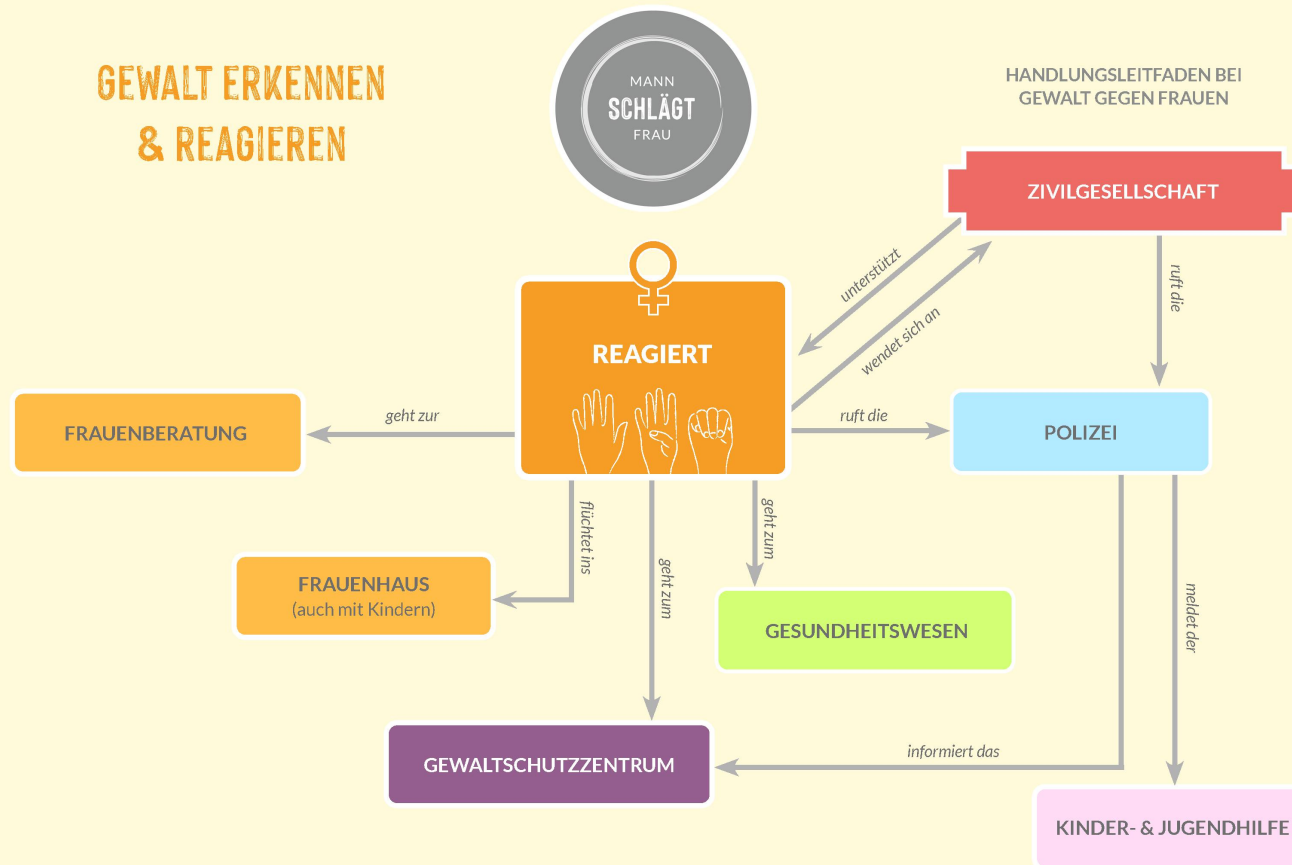 GEWALT ERKENNEN
& REAGIEREN
MANN
SCHLÄGT
FRAU
HANDLUNGSLEITFADEN BEI
GEWALT GEGEN FRAUEN
ZIVILGESELLSCHAFT
unterstützt
wendet sich an
ruft die
REAGIERT
geht zur
FRAUENBERATUNG
ruft die
POLIZEI
flüchtet ins
geht zum
geht zum
FRAUENHAUS
(auch mit Kindern)
GESUNDHEITSWESEN
meldet der
GEWALTSCHUTZZENTRUM
informiert das
KINDER- & JUGENDHILFE